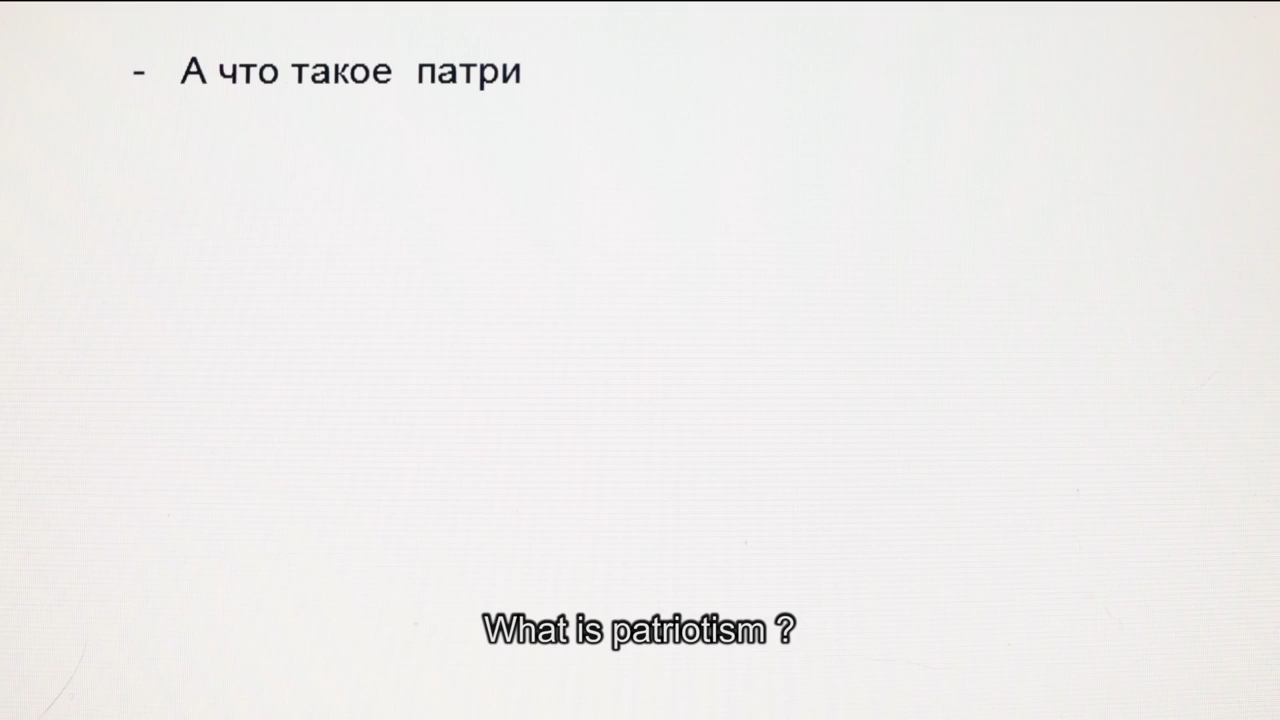 - А что такое патри
What is patriotism ?